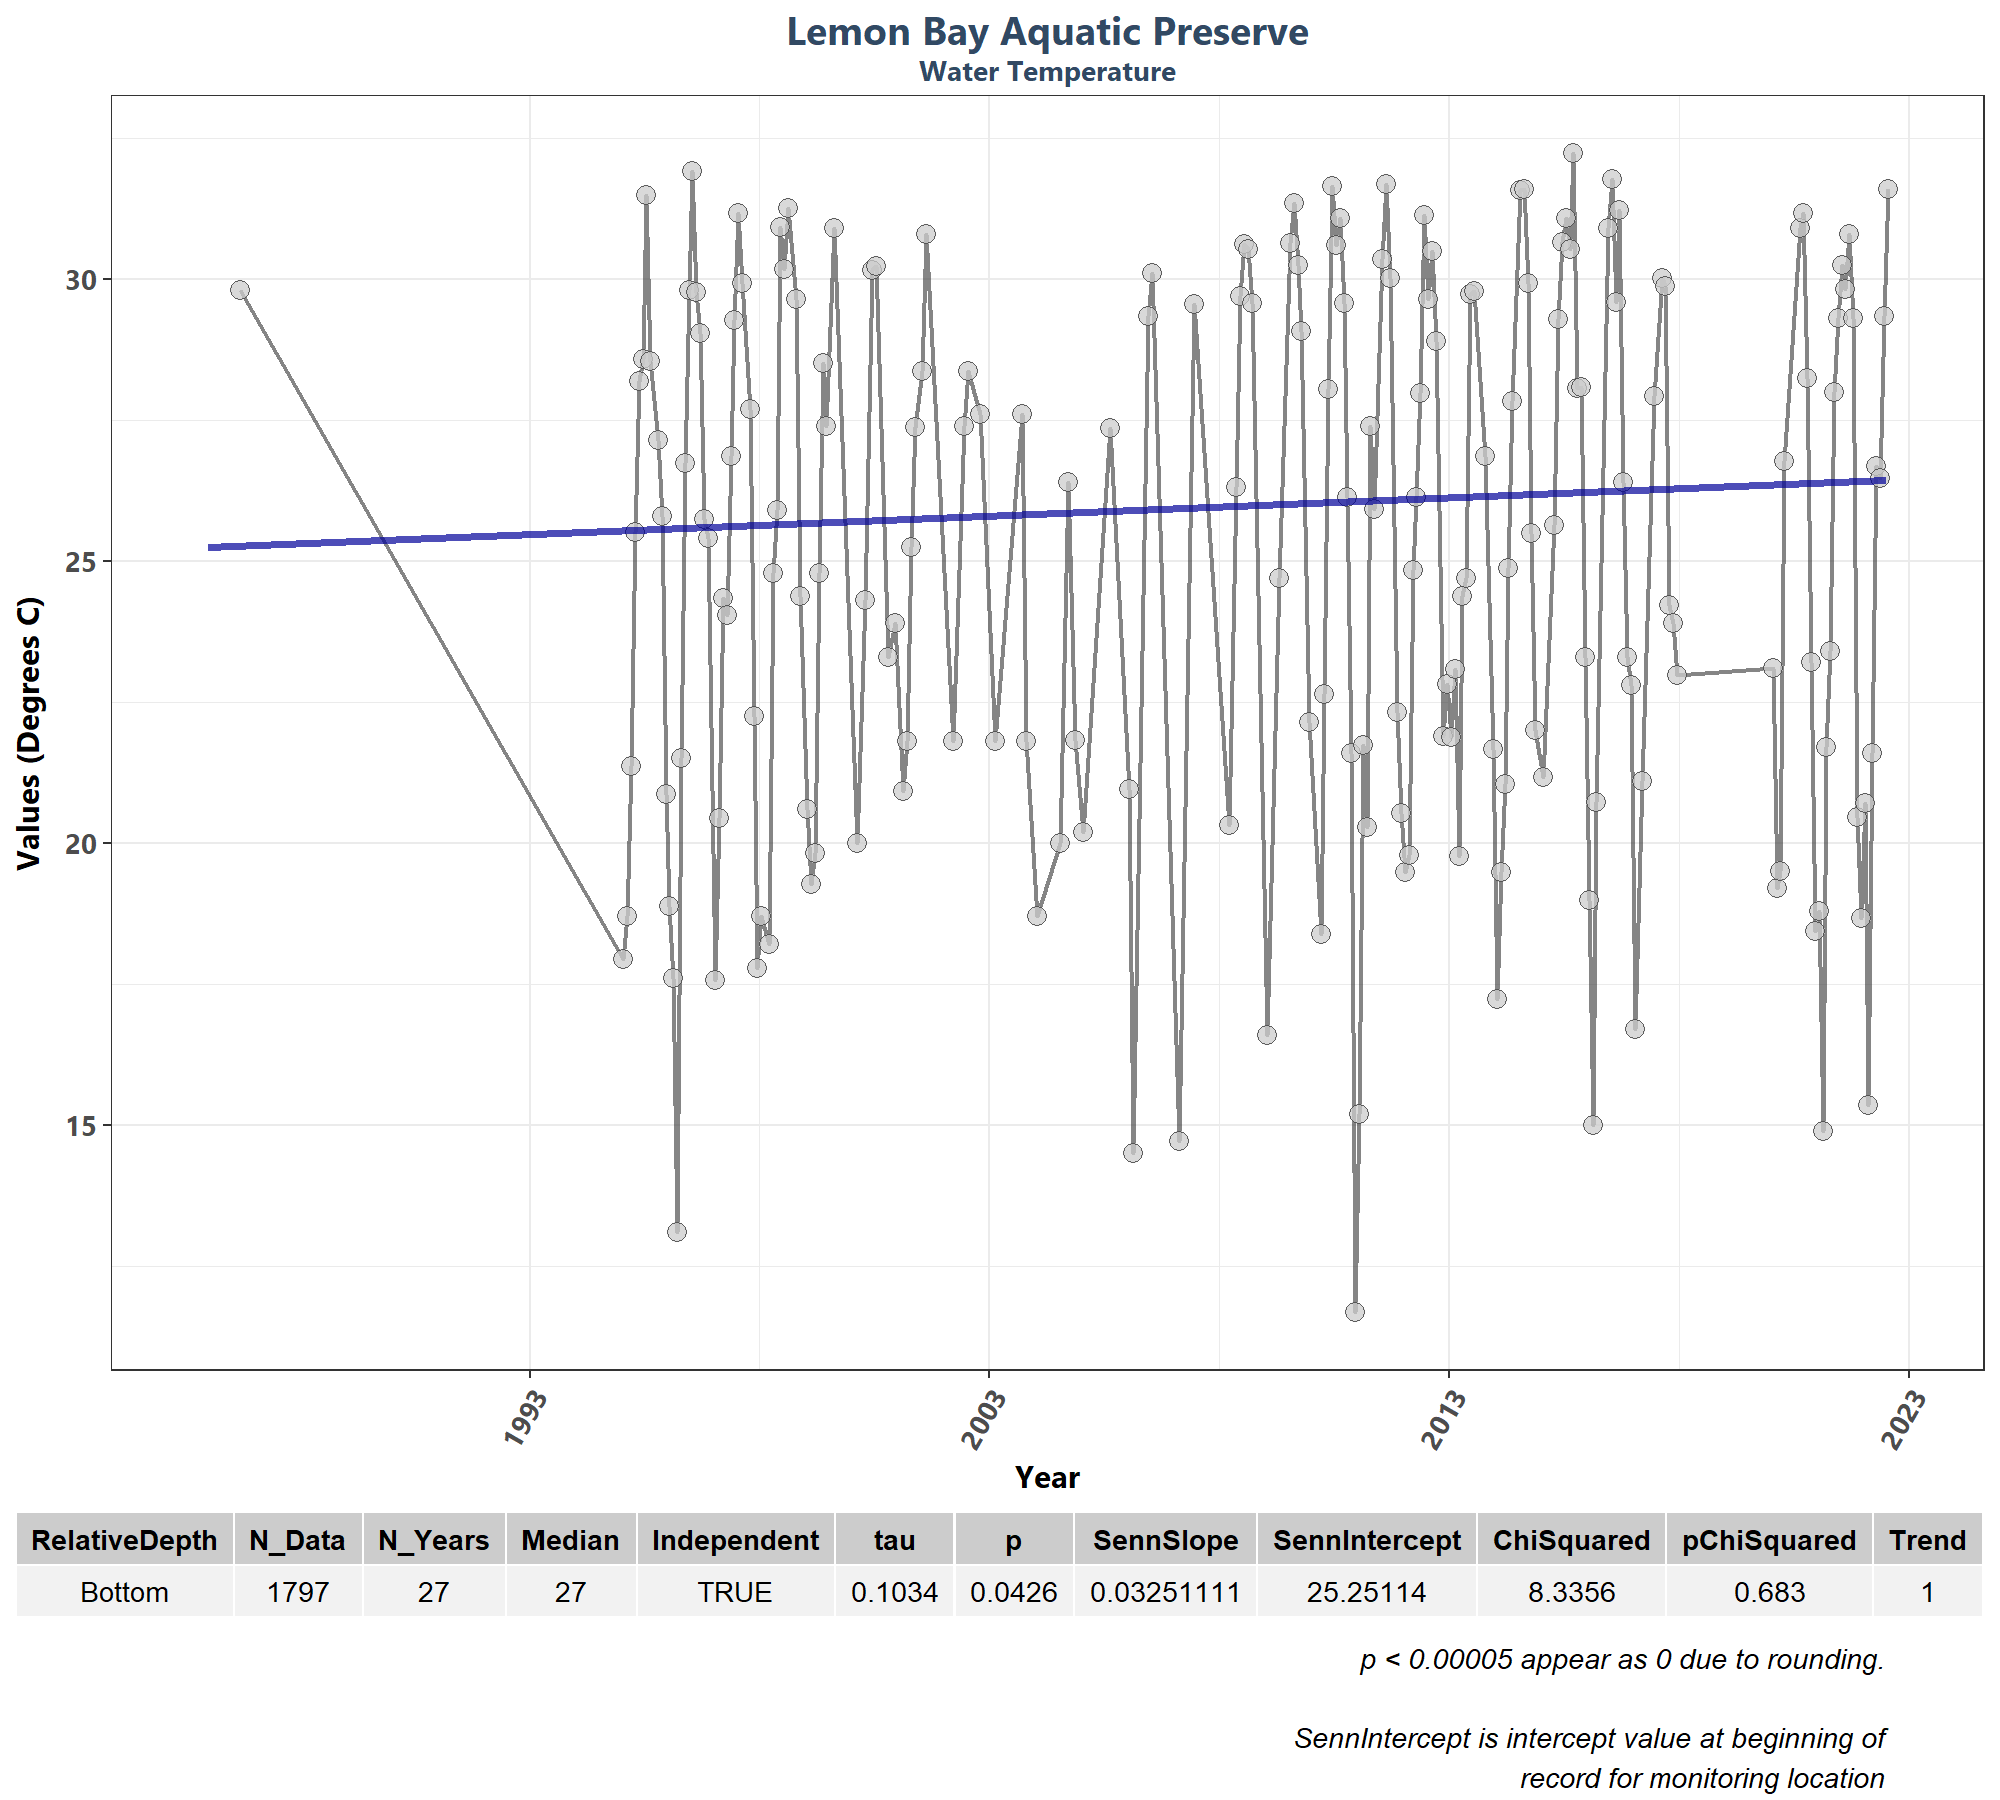 Lemon Bay Aquatic Preserve
Water Temperature
Values (Degrees C)
30
25
20
15
1993
2003
2013
2023
Year
RelativeDepth N_Data N_Years Median Independent tau p SennSlope SennIntercept ChiSquared pChiSquared Trend
Bottom 1797 27 27 TRUE 0.1034 0.0426 0.03251111 25.25114 8.3356 0.683 1
p < 0.00005 appear as 0 due to rounding.
SennIntercept is intercept value at beginning of
record for monitoring location